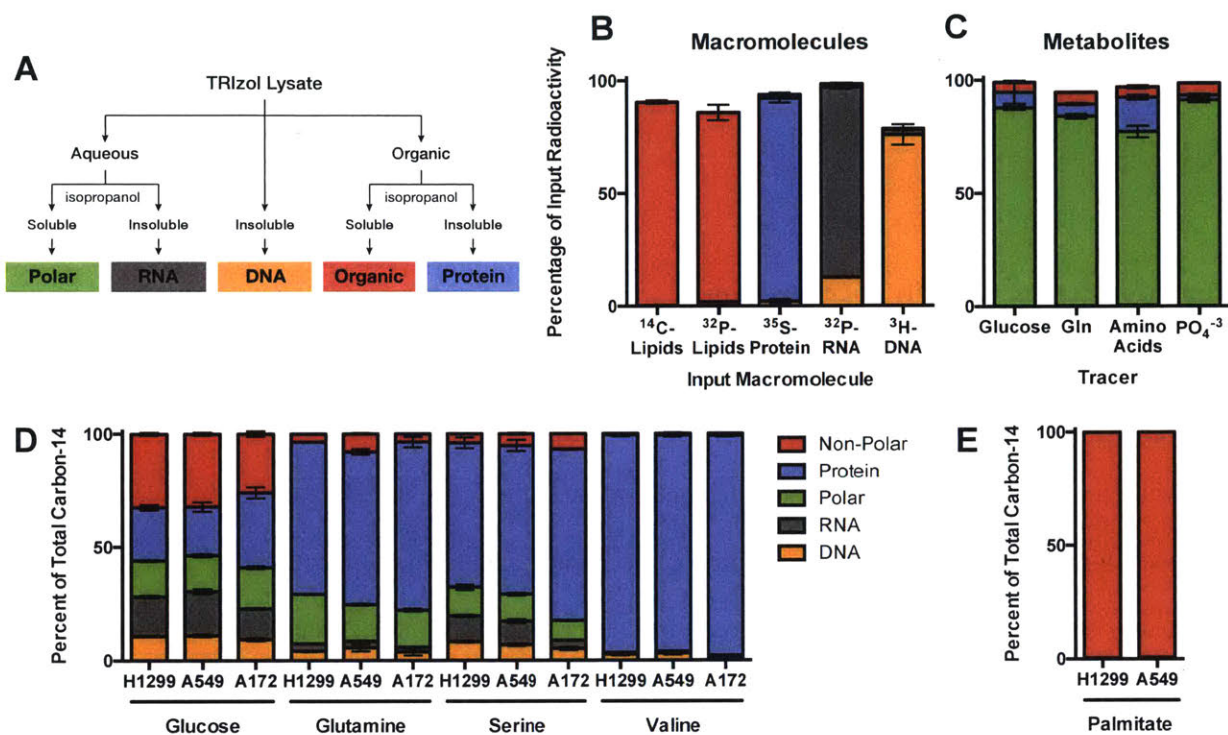 A
TRIzol Lysate
Aqueous
Organic
isopropanol
isopropanol
Soluble
Insoluble
Insoluble
Soluble
Insoluble
Polar
RNA
DNA
Organic
Protein
B
Macromolecules
Percentage of Input Radioactivity
100
50
0
14C-
Lipids
32P-
Lipids
35S-
Protein
32P-
RNA
3H-
DNA
Input Macromolecule
C
Metabolites
100
50
0
Glucose
Gln
Amino
Acids
PO4-3
Tracer
D
Percent of Total Carbon-14
100
50
0
H1299 A549 A172 H1299 A549 A172 H1299 A549 A172 H1299 A549 A172
Glucose
Glutamine
Serine
Valine
Non-Polar
Protein
Polar
RNA
DNA
E
Percent of Total Carbon-14
100
50
0
H1299 A549
Palmitate